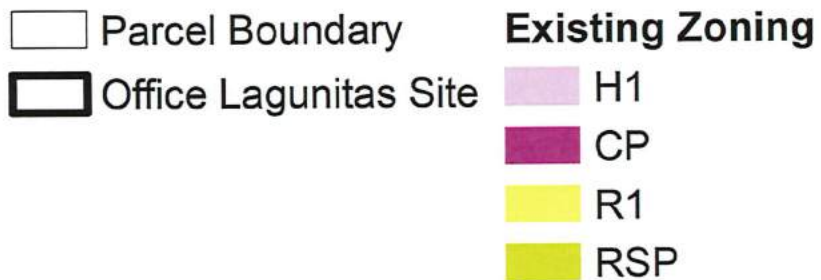 Parcel Boundary
Office Lagunitas Site
Existing Zoning
H1
CP
R1
RSP